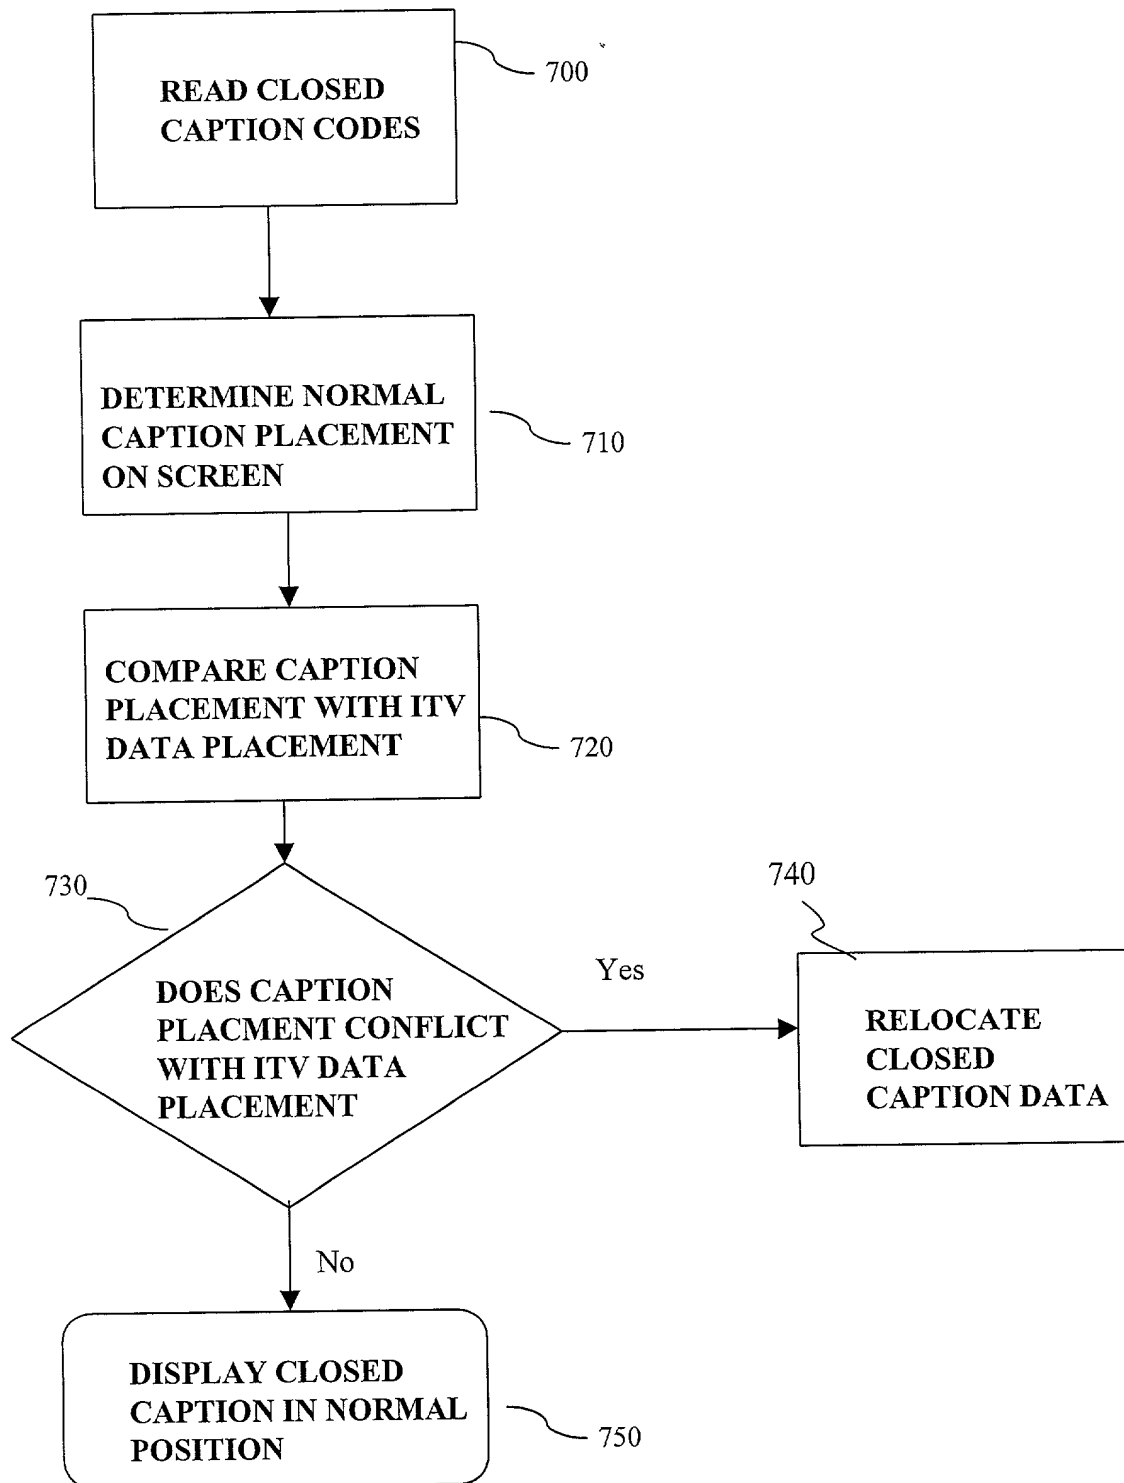 READ CLOSED
CAPTION CODES
700
DETERMINE NORMAL
CAPTION PLACEMENT
ON SCREEN
710
COMPARE CAPTION
PLACEMENT WITH ITV
DATA PLACEMENT
720
730
DOES CAPTION
PLACMENT CONFLICT
WITH ITV DATA
PLACEMENT
Yes
740
RELOCATE
CLOSED
CAPTION DATA
No
DISPLAY CLOSED
CAPTION IN NORMAL
POSITION
750